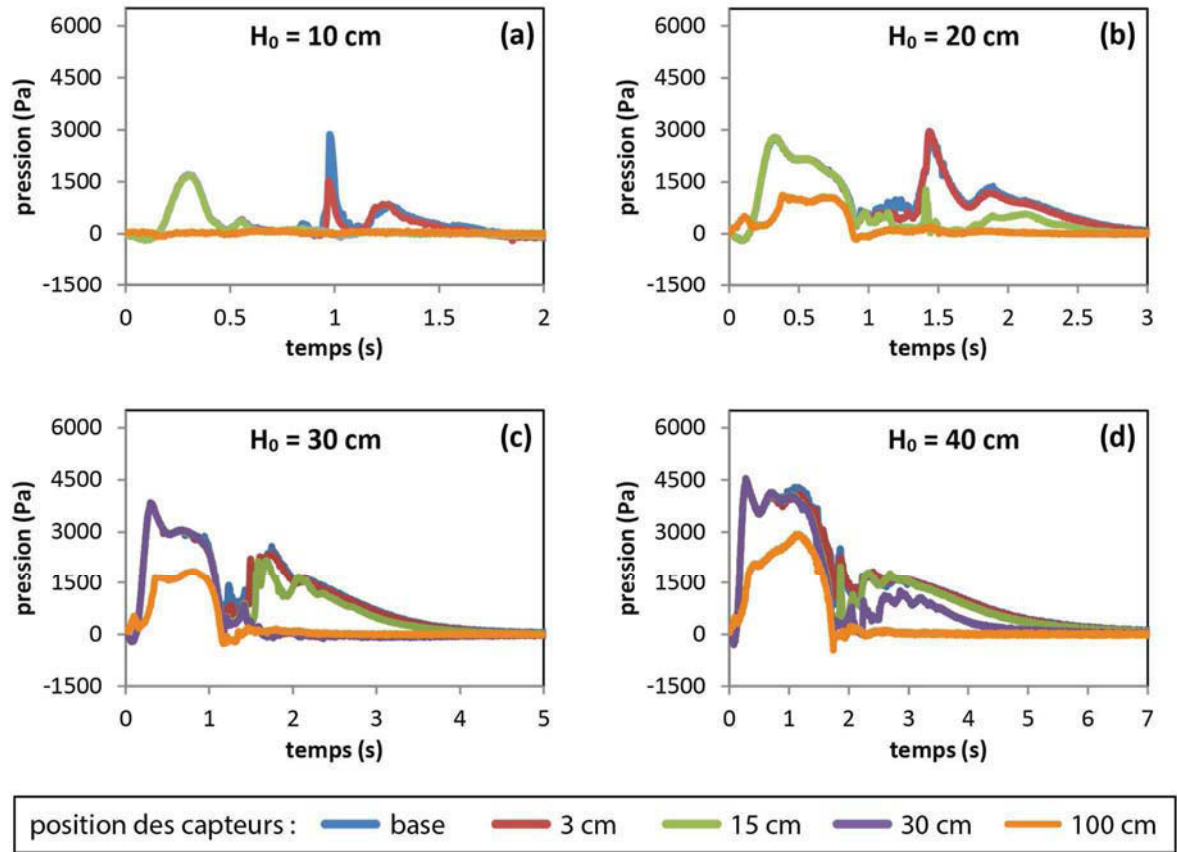 H₀ = 10 cm
(a)
pression (Pa)
6000
4500
3000
1500
0
-1500
0 0.5 1 1.5 2
temps (s)
H₀ = 20 cm
(b)
pression (Pa)
6000
4500
3000
1500
0
-1500
0 0.5 1 1.5 2 2.5 3
temps (s)
H₀ = 30 cm
(c)
pression (Pa)
6000
4500
3000
1500
0
-1500
0 1 2 3 4 5
temps (s)
H₀ = 40 cm
(d)
pression (Pa)
6000
4500
3000
1500
0
-1500
0 1 2 3 4 5 6 7
temps (s)
position des capteurs : base 3 cm 15 cm 30 cm 100 cm